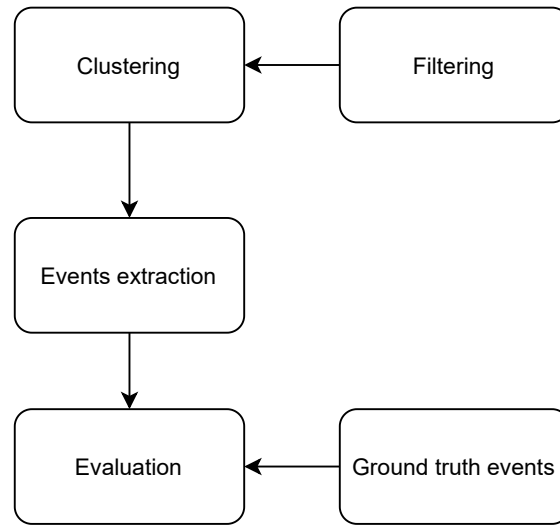 Clustering
Filtering
Events extraction
Evaluation
Ground truth events